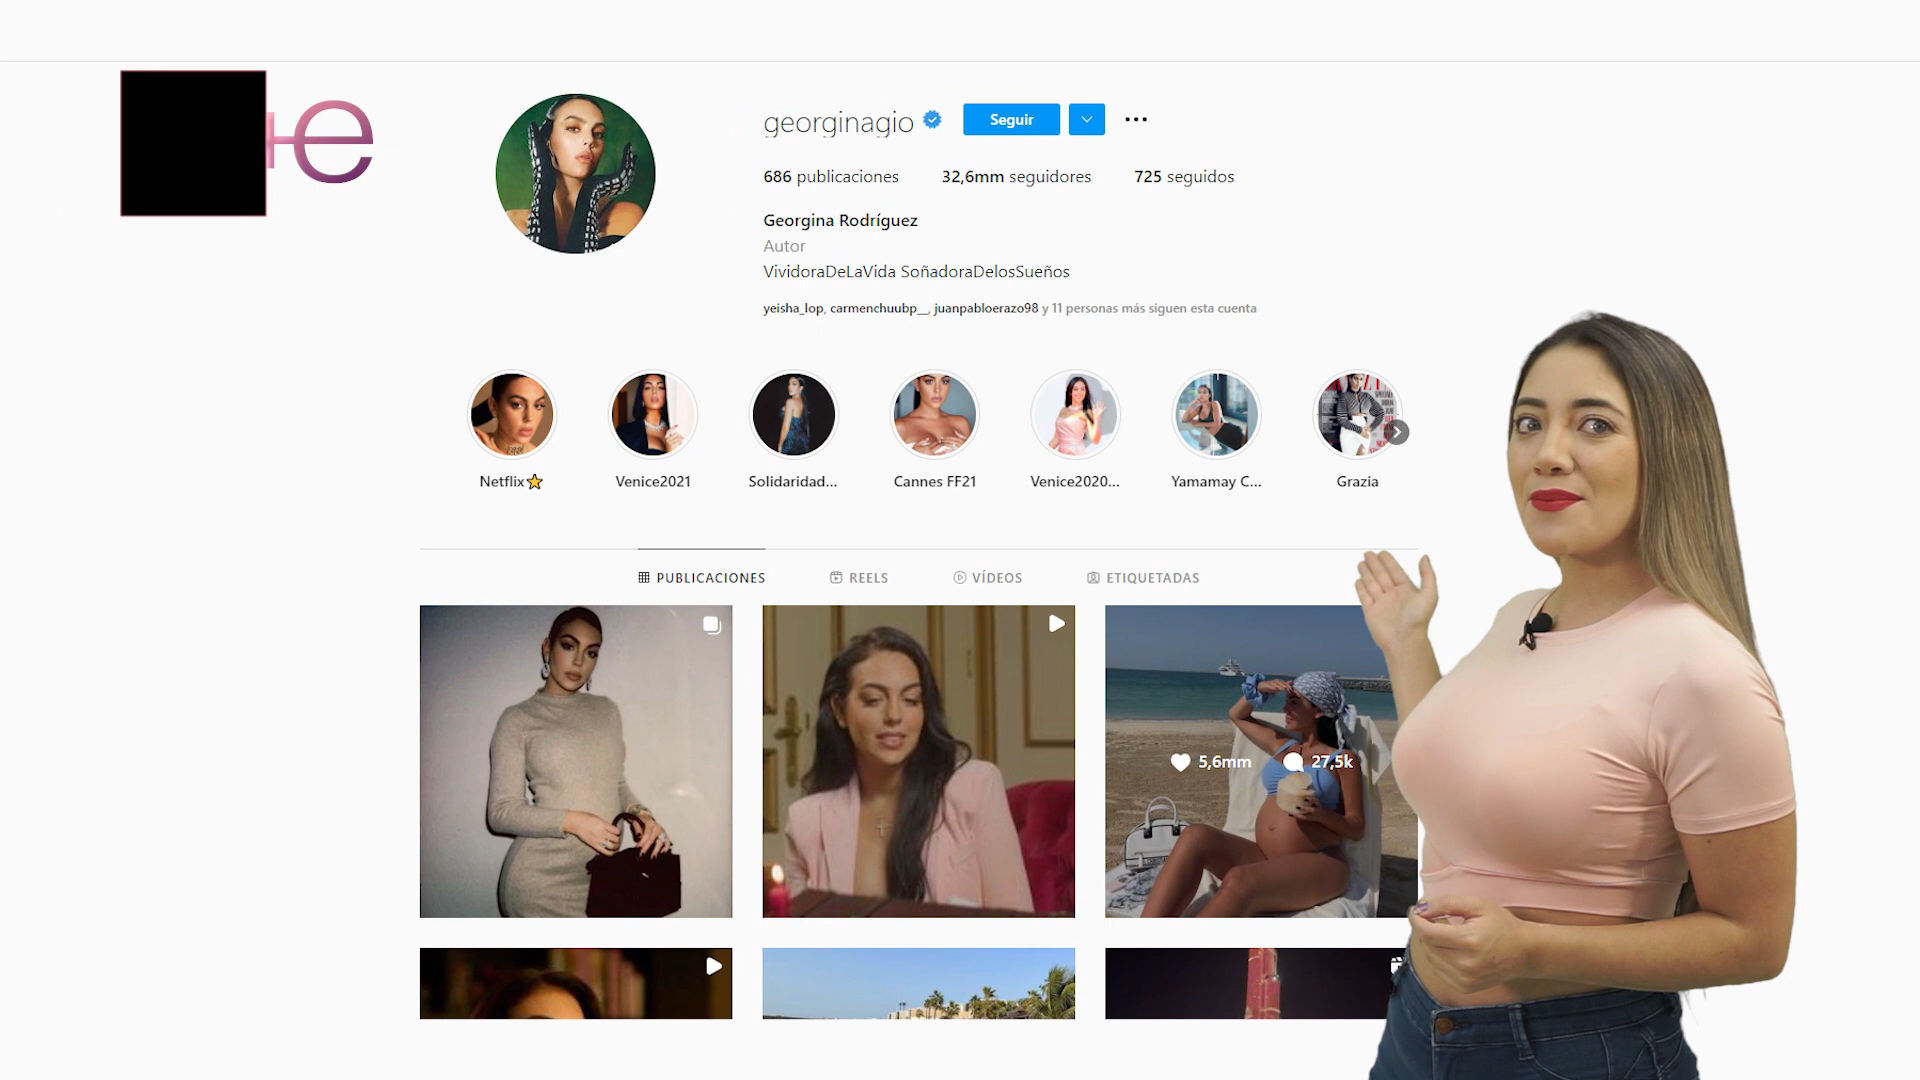 e
georginagio
Seguir
686 publicaciones 32,6mm seguidores 725 seguidos
Georgina Rodríguez
Autor
VividoraDeLaVida SoñadoraDelosSueños
yeisha_lop, carmenchuubp__, juanpabloerazo98 y 11 personas más siguen esta cuenta
Netflix⭐ Venice2021 Solidaridad... Cannes FF21 Venice2020... Yamamay C... Grazia
PUBLICACIONES REELS VÍDEOS ETIQUETADAS
5,6mm 27,5k